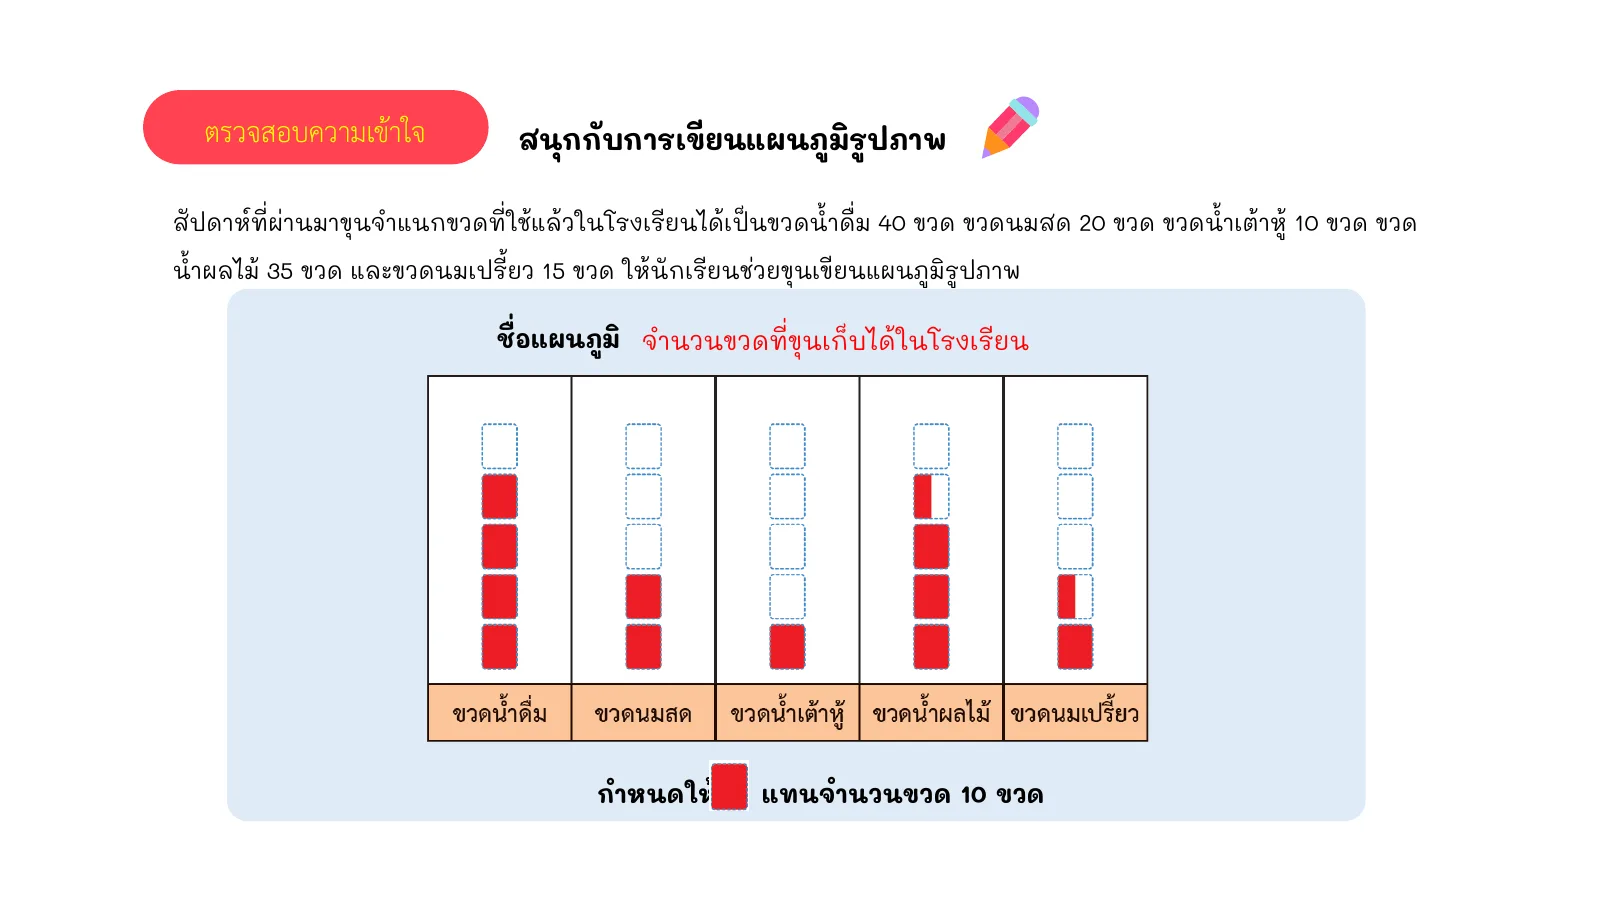 ตรวจสอบความเข้าใจ
สนุกกับการเขียนแผนภูมิรูปภาพ
สัปดาห์ที่ผ่านมาขุนจำแนกขวดที่ใช้แล้วในโรงเรียนได้เป็นขวดน้ำดื่ม 40 ขวด ขวดนมสด 20 ขวด ขวดน้ำเต้าหู้ 10 ขวด ขวด
น้ำผลไม้ 35 ขวด และขวดนมเปรี้ยว 15 ขวด ให้นักเรียนช่วยขุนเขียนแผนภูมิรูปภาพ
ชื่อแผนภูมิ จำนวนขวดที่ขุนเก็บได้ในโรงเรียน
ขวดน้ำดื่ม ขวดนมสด ขวดน้ำเต้าหู้ ขวดน้ำผลไม้ ขวดนมเปรี้ยว
กำหนดให้ แทนจำนวนขวด 10 ขวด